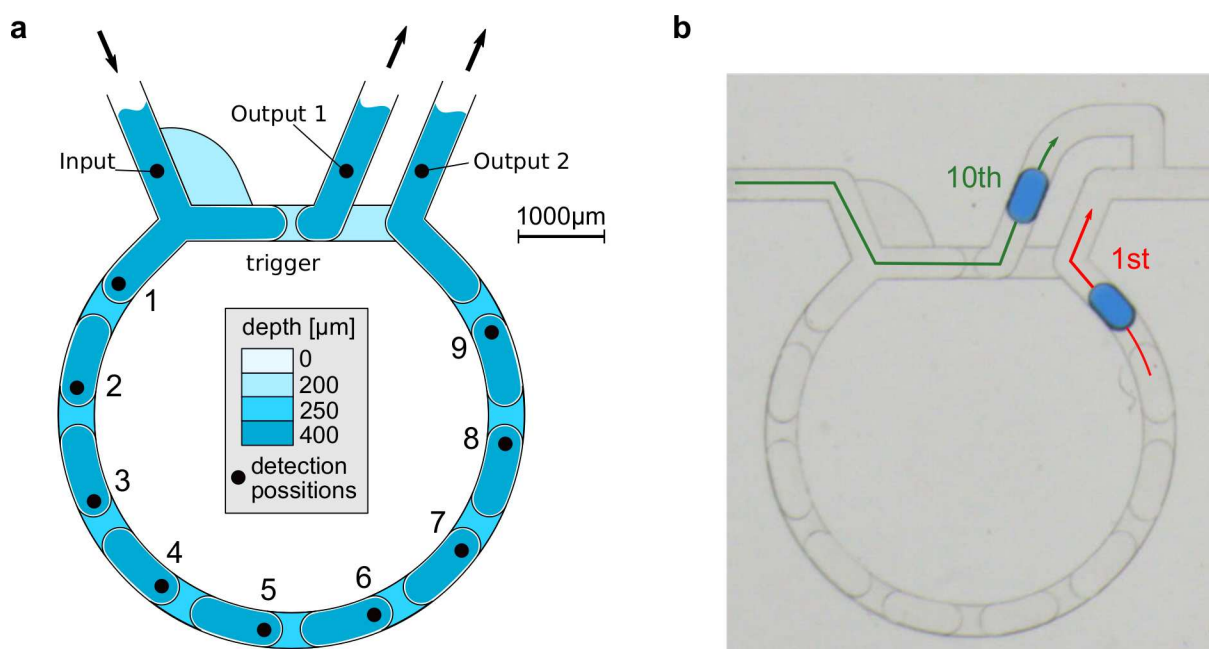 a
Output 1
Input
Output 2
1000µm
trigger
1
2
3
4
5
6
7
8
9
depth [µm]
0
200
250
400
detection
possitions
b
10th
1st